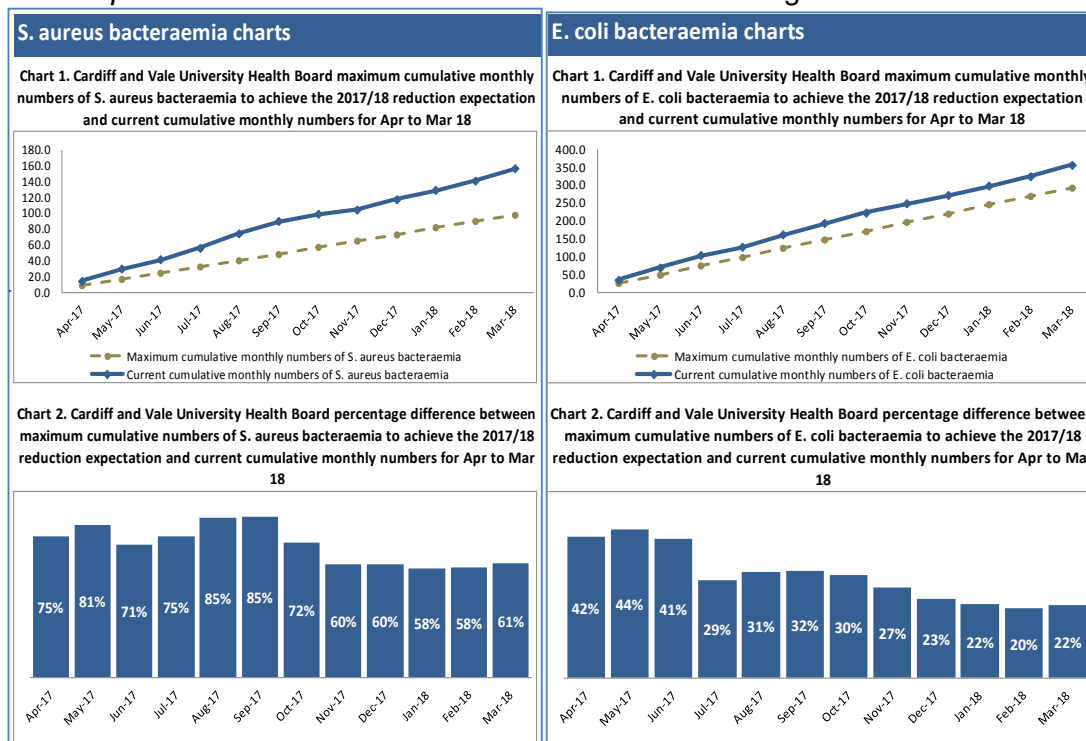 S. aureus bacteraemia charts
Chart 1. Cardiff and Vale University Health Board maximum cumulative monthly
numbers of S. aureus bacteraemia to achieve the 2017/18 reduction expectation
and current cumulative monthly numbers for Apr to Mar 18
180.0
160.0
140.0
120.0
100.0
80.0
60.0
40.0
20.0
0.0
Apr-17 May-17 Jun-17 Jul-17 Aug-17 Sep-17 Oct-17 Nov-17 Dec-17 Jan-18 Feb-18 Mar-18
Maximum cumulative monthly numbers of S. aureus bacteraemia
Current cumulative monthly numbers of S. aureus bacteraemia
Chart 2. Cardiff and Vale University Health Board percentage difference between
maximum cumulative numbers of S. aureus bacteraemia to achieve the 2017/18
reduction expectation and current cumulative monthly numbers for Apr to Mar
18
75% 81% 71% 75% 85% 85% 72% 60% 60% 58% 58% 61%
Apr-17 May-17 Jun-17 Jul-17 Aug-17 Sep-17 Oct-17 Nov-17 Dec-17 Jan-18 Feb-18 Mar-18
E. coli bacteraemia charts
Chart 1. Cardiff and Vale University Health Board maximum cumulative monthly
numbers of E. coli bacteraemia to achieve the 2017/18 reduction expectation
and current cumulative monthly numbers for Apr to Mar 18
400.0
350.0
300.0
250.0
200.0
150.0
100.0
50.0
0.0
Apr-17 May-17 Jun-17 Jul-17 Aug-17 Sep-17 Oct-17 Nov-17 Dec-17 Jan-18 Feb-18 Mar-18
Maximum cumulative monthly numbers of E. coli bacteraemia
Current cumulative monthly numbers of E. coli bacteraemia
Chart 2. Cardiff and Vale University Health Board percentage difference between
maximum cumulative numbers of E. coli bacteraemia to achieve the 2017/18
reduction expectation and current cumulative monthly numbers for Apr to Ma
18
42% 44% 41% 29% 31% 32% 30% 27% 23% 22% 20% 22%
Apr-17 May-17 Jun-17 Jul-17 Aug-17 Sep-17 Oct-17 Nov-17 Dec-17 Jan-18 Feb-18 Mar-18